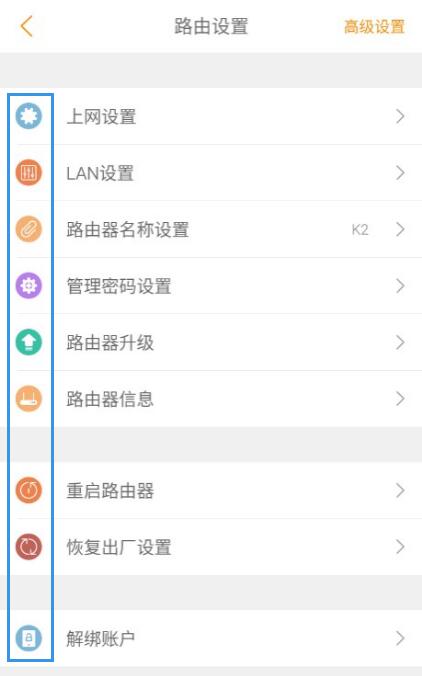 路由设置
高级设置
上网设置
LAN设置
路由器名称设置
K2
管理密码设置
路由器升级
路由器信息
重启路由器
恢复出厂设置
解绑账户